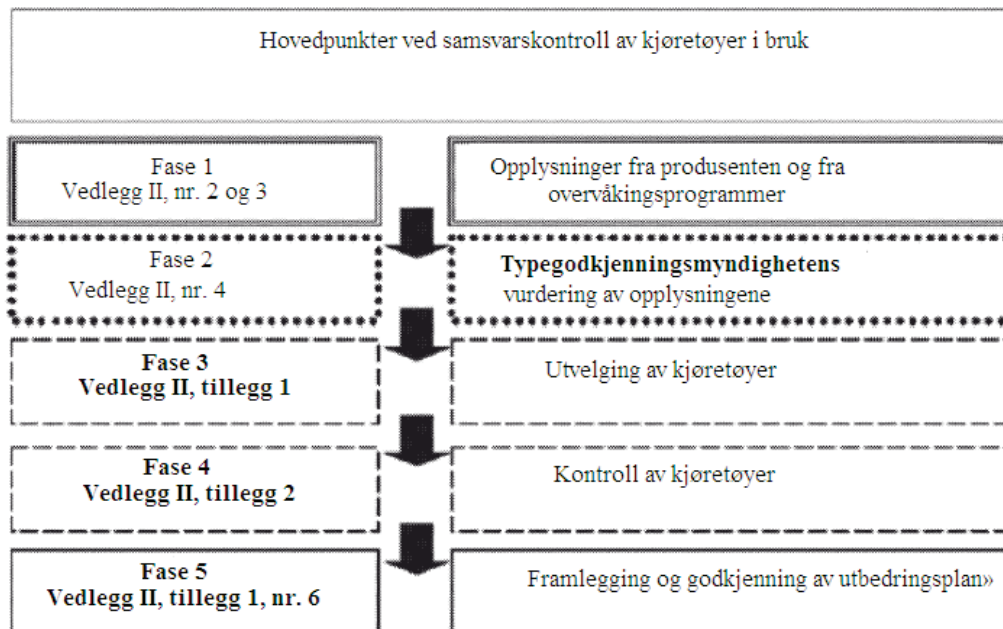 Hovedpunkter ved samsvarskontroll av kjøretøyer i bruk
Fase 1
Vedlegg II, nr. 2 og 3
Opplysninger fra produsenten og fra
overvåkingsprogrammer
Fase 2
Vedlegg II, nr. 4
Typegodkjenningsmyndighetens
vurdering av opplysningene
Fase 3
Vedlegg II, tillegg 1
Utvelging av kjøretøyer
Fase 4
Vedlegg II, tillegg 2
Kontroll av kjøretøyer
Fase 5
Vedlegg II, tillegg 1, nr. 6
Framlegging og godkjenning av utbedringsplan»